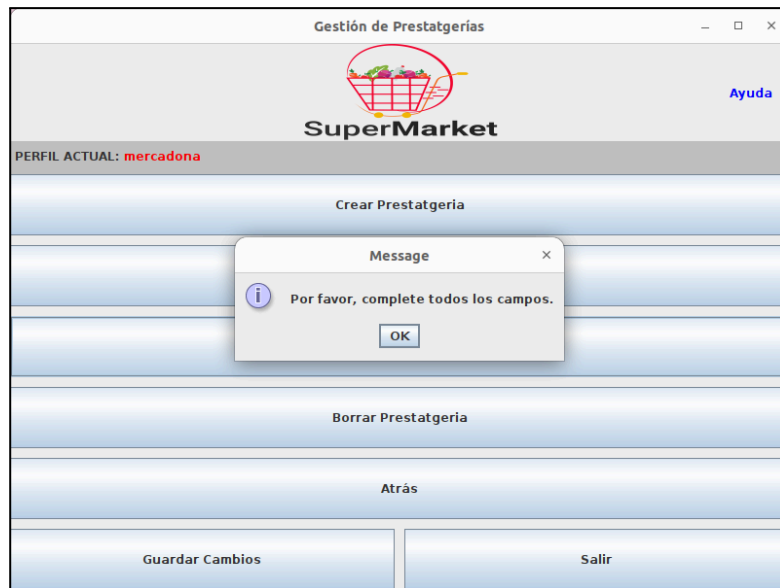 Gestión de Prestatgerías
SuperMarket
Ayuda
PERFIL ACTUAL: mercadona
Crear Prestatgeria
Message
i
Por favor, complete todos los campos.
OK
Borrar Prestatgeria
Atrás
Guardar Cambios
Salir